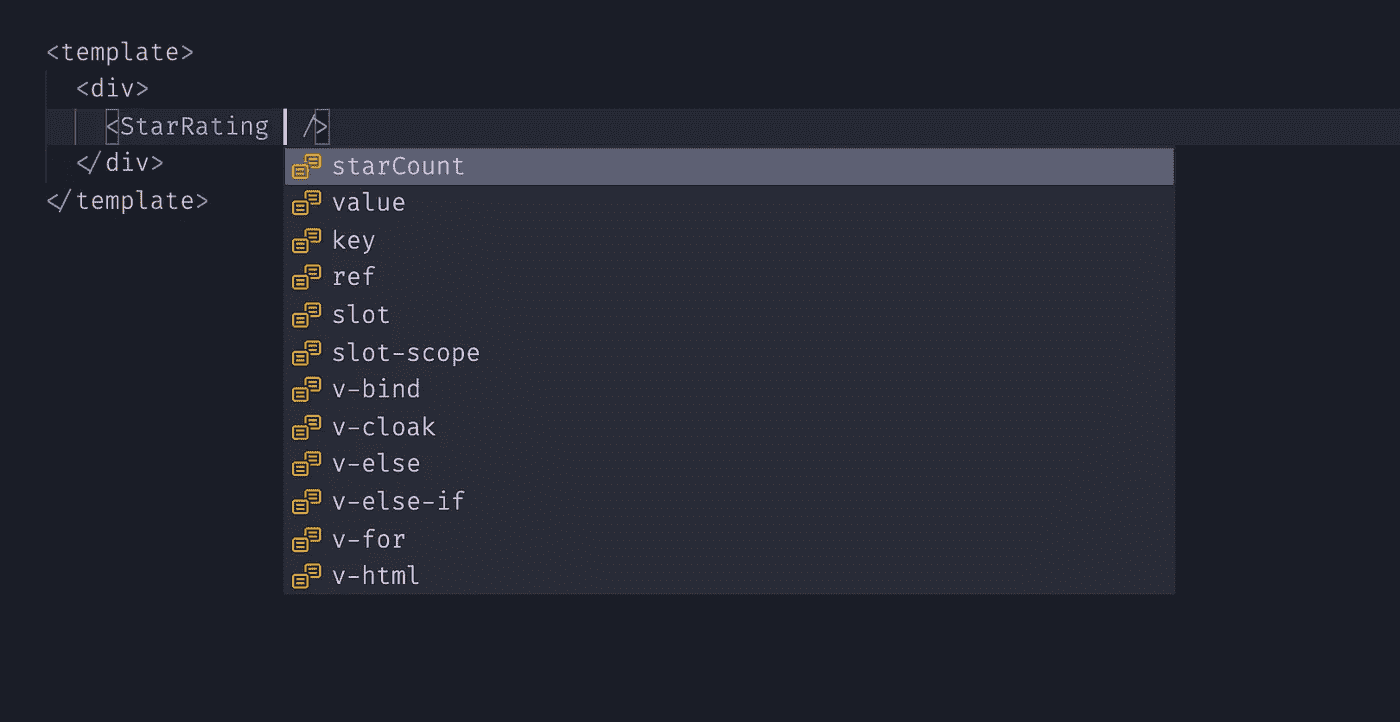 <template>
<div>
<StarRating />
</div>
</template>
starCount
value
key
ref
slot
slot-scope
v-bind
v-cloak
v-else
v-else-if
v-for
v-html